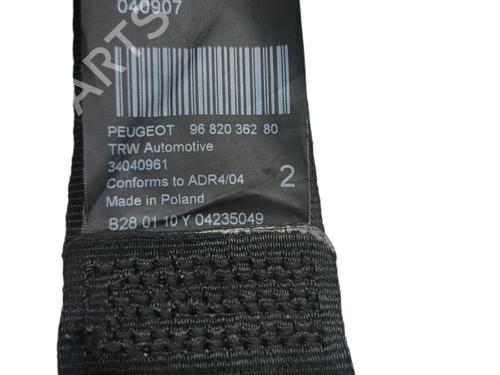 040907
PEUGEOT 96 820 362 80
TRW Automotive
34040961
Conforms to ADR4/04 2
Made in Poland
B28 01 10 Y 04235049
PARTS